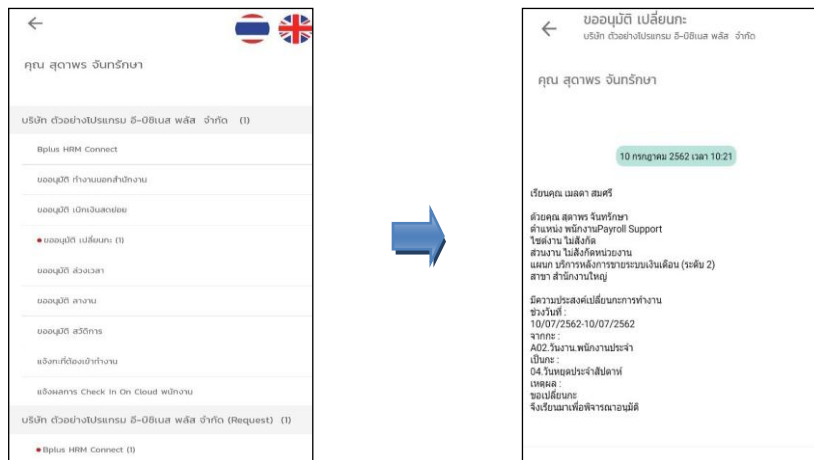 คุณ สุดาพร จันทรักษา
บริษัท ตัวอย่างโปรแกรม อี-บิซิเนส พลัส จำกัด (1)
Bplus HRM Connect
ขออนุมัติ ทำงานนอกสำนักงาน
ขออนุมัติ เบิกเงินสดย่อย
ขออนุมัติ เปลี่ยนกะ (1)
ขออนุมัติ ล่วงเวลา
ขออนุมัติ ลางาน
ขออนุมัติ สวัสดิการ
แจ้งกะที่ต้องเข้าทำงาน
แจ้งผลการ Check In On Cloud พนักงาน
บริษัท ตัวอย่างโปรแกรม อี-บิซิเนส พลัส จำกัด (Request) (1)
Bplus HRM Connect (1)
ขออนุมัติ เปลี่ยนกะ
บริษัท ตัวอย่างโปรแกรม อี-บิซิเนส พลัส จำกัด
คุณ สุดาพร จันทรักษา
10 กรกฎาคม 2562 เวลา 10:21
เรียนคุณ เมลดา สมศรี
ด้วยคุณ สุดาพร จันทรักษา
ตำแหน่ง พนักงานPayroll Support
ไซต์งาน ไม่สังกัด
ส่วนงาน ไม่สังกัดหน่วยงาน
แผนก บริการหลังการขายระบบเงินเดือน (ระดับ 2)
สาขา สำนักงานใหญ่
มีความประสงค์เปลี่ยนกะการทำงาน
ช่วงวันที่ :
10/07/2562-10/07/2562
จากกะ :
A02.วันงาน.พนักงานประจำ
เป็นกะ :
04.วันหยุดประจำสัปดาห์
เหตุผล :
ขอเปลี่ยนกะ
จึงเรียนมาเพื่อพิจารณาอนุมัติ